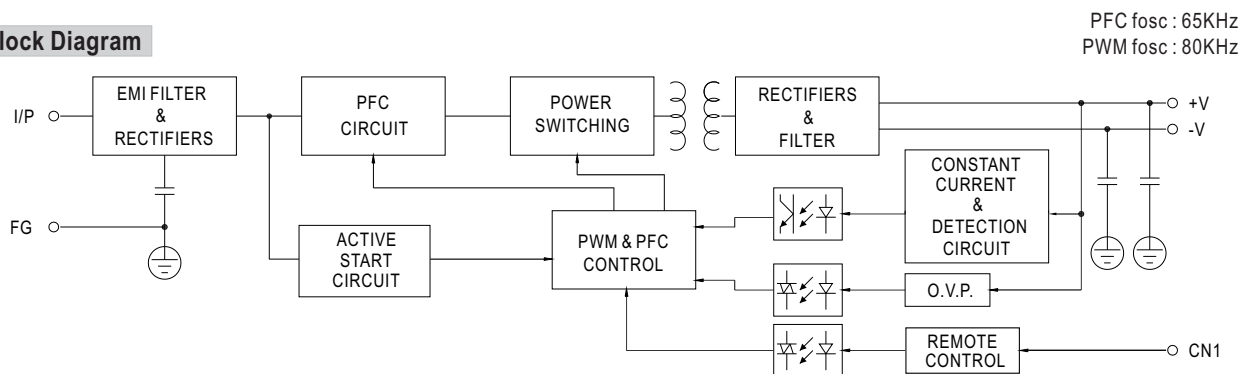 PFC fosc : 65KHz
PWM fosc : 80KHz
lock Diagram
I/P
EMI FILTER
&
RECTIFIERS
PFC
CIRCUIT
POWER
SWITCHING
RECTIFIERS
&
FILTER
+V
-V
FG
ACTIVE
START
CIRCUIT
PWM & PFC
CONTROL
CONSTANT
CURRENT
&
DETECTION
CIRCUIT
O.V.P.
REMOTE
CONTROL
CN1